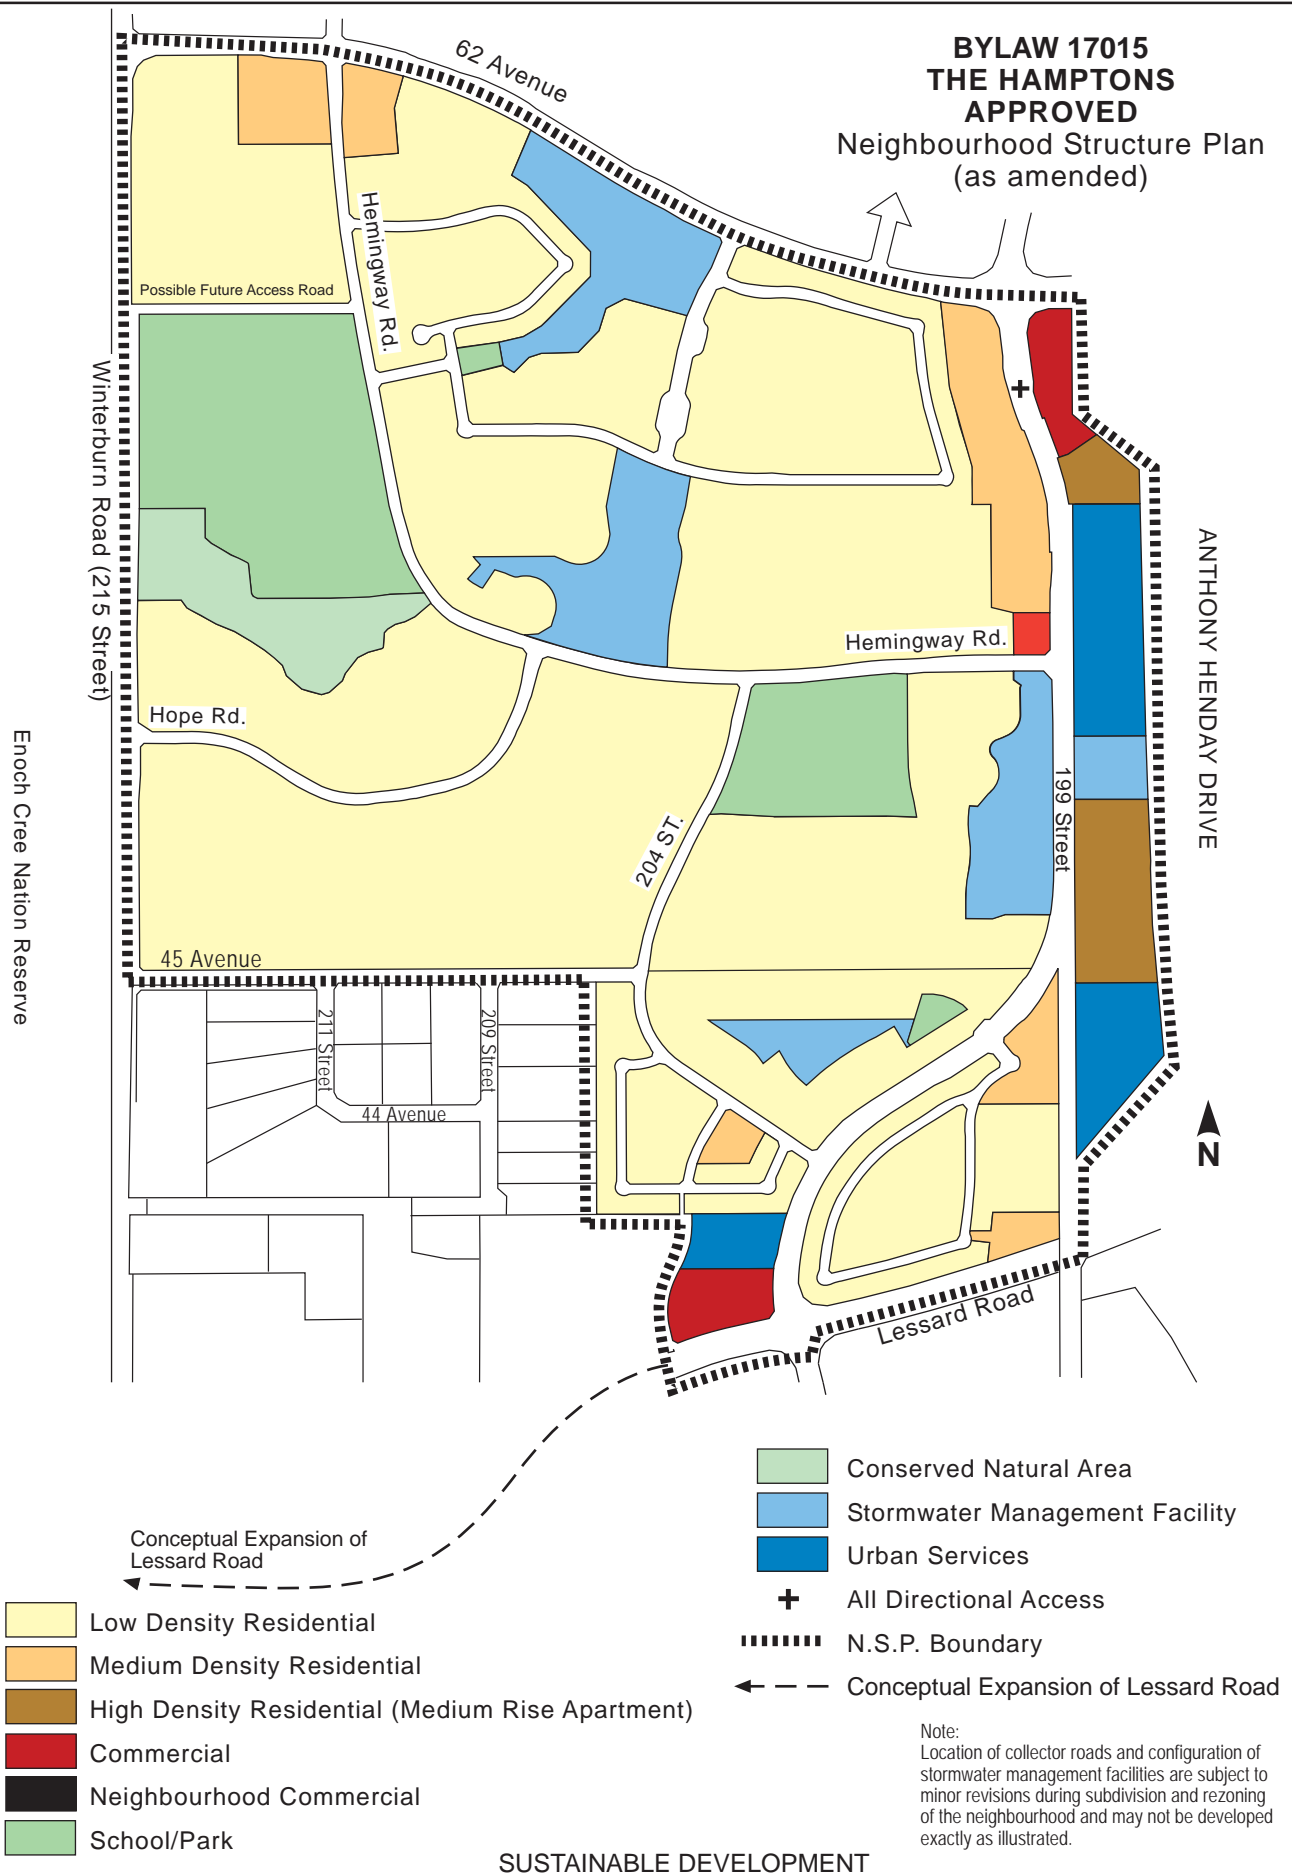 BYLAW 17015
THE HAMPTONS
APPROVED
Neighbourhood Structure Plan
(as amended)
62 Avenue
Hemingway Rd.
Possible Future Access Road
Winterburn Road (215 Street)
Enoch Cree Nation Reserve
ANTHONY HENDAY DRIVE
Hemingway Rd.
Hope Rd.
199 Street
204 ST.
45 Avenue
211 Street
209 Street
44 Avenue
N
Lessard Road
Conceptual Expansion of
Lessard Road
Low Density Residential
Medium Density Residential
High Density Residential (Medium Rise Apartment)
Commercial
Neighbourhood Commercial
School/Park
Conserved Natural Area
Stormwater Management Facility
Urban Services
All Directional Access
N.S.P. Boundary
Conceptual Expansion of Lessard Road
Note:
Location of collector roads and configuration of
stormwater management facilities are subject to
minor revisions during subdivision and rezoning
of the neighbourhood and may not be developed
exactly as illustrated.
SUSTAINABLE DEVELOPMENT